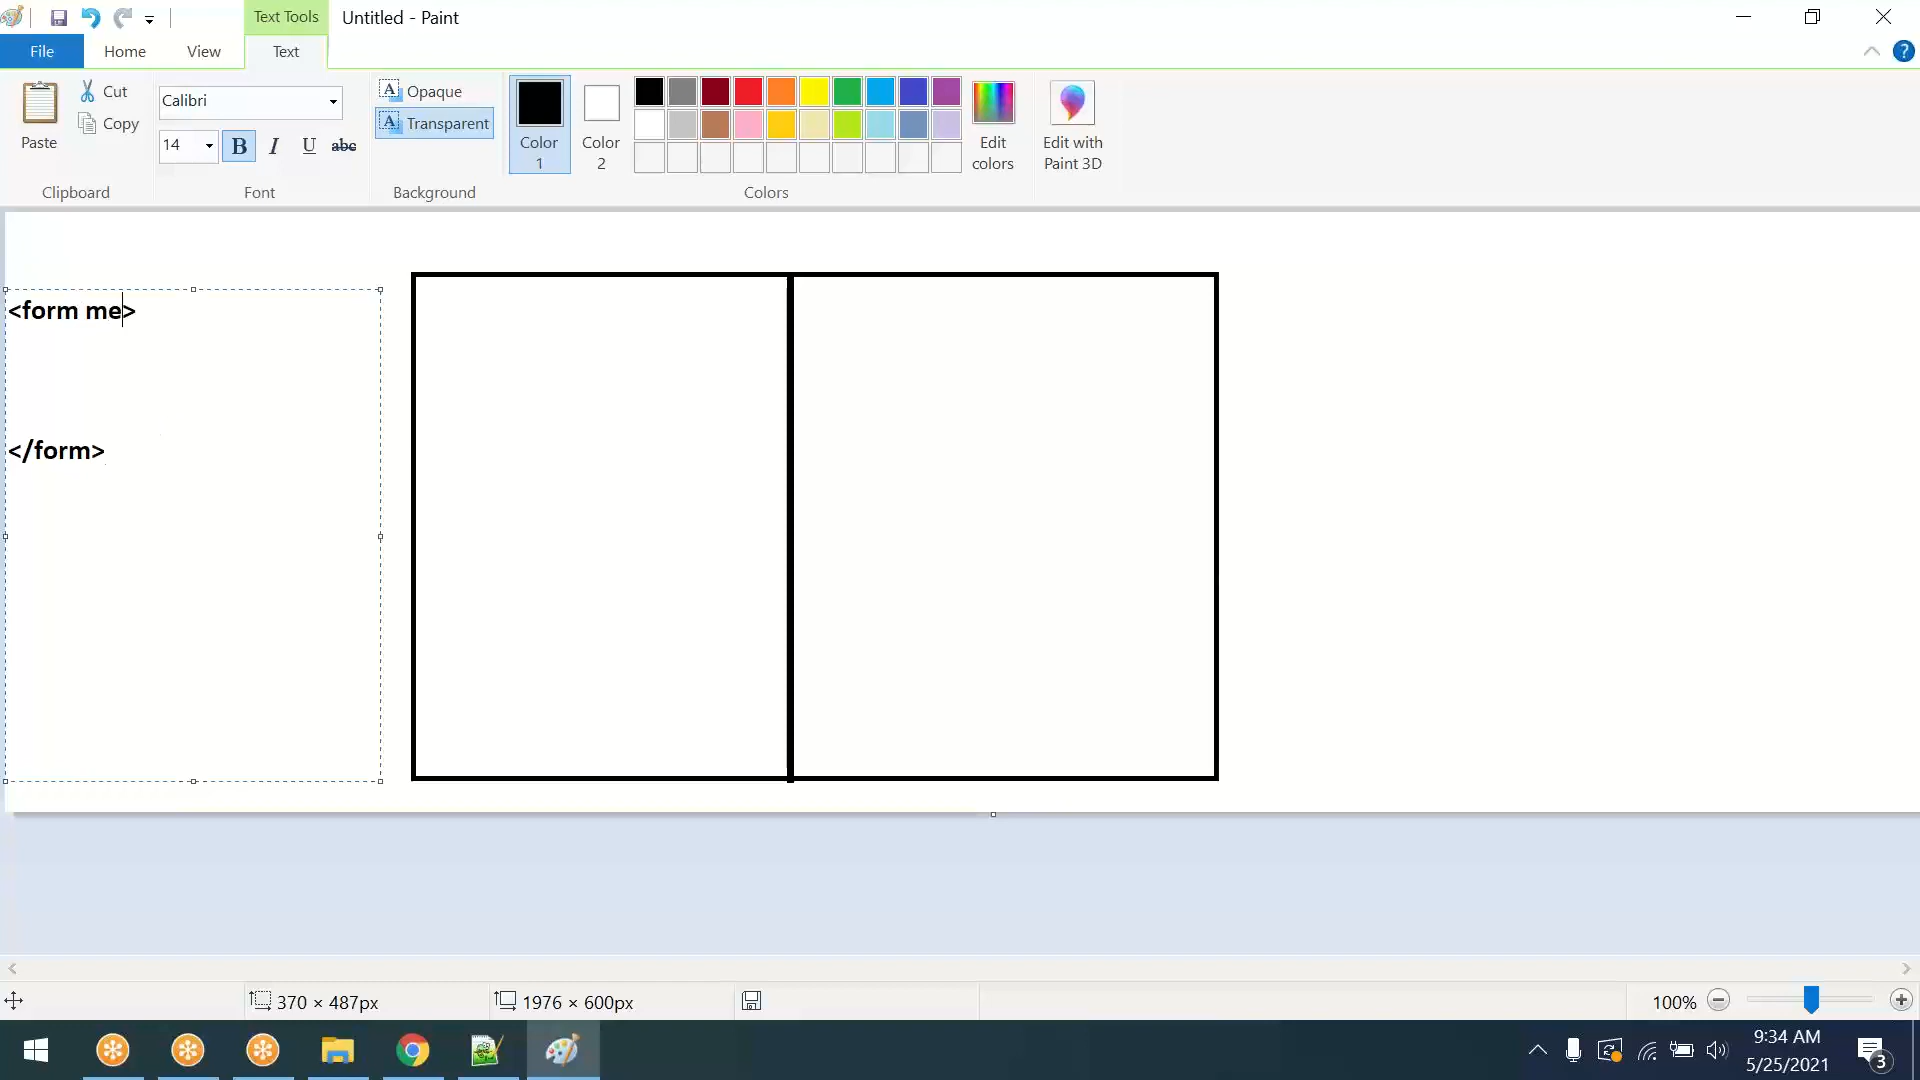 Text Tools
Untitled - Paint
File
Home
View
Text
Paste
Cut
Copy
Clipboard
Calibri
14
B
I
U
abc
Font
A Opaque
A Transparent
Background
Color
1
Color
2
Colors
Edit
colors
Edit with
Paint 3D
?
<form me>
</form>
370 × 487px
1976 × 600px
100%
9:34 AM
5/25/2021
3